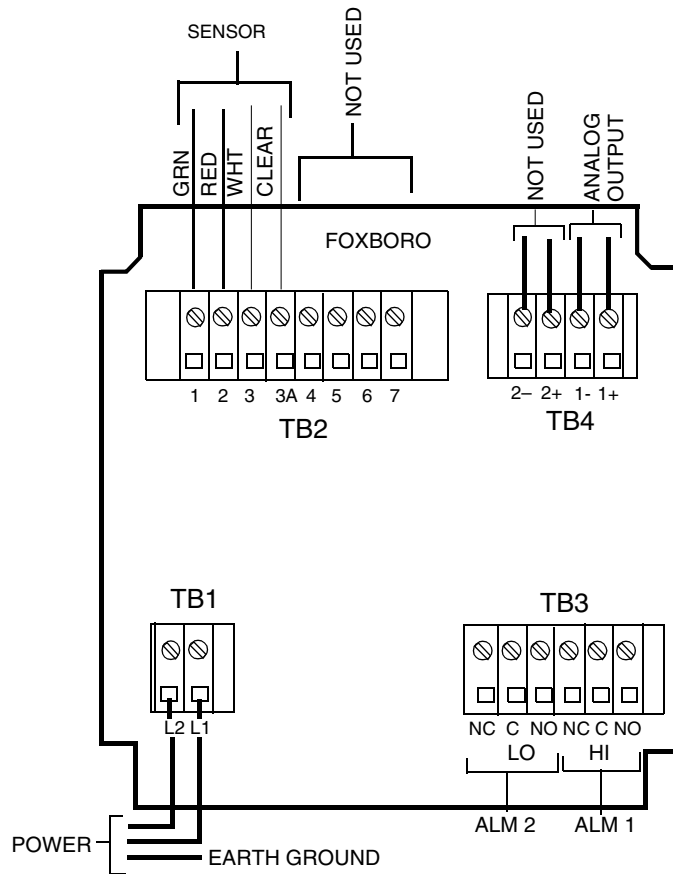 SENSOR
NOT USED
GRN
RED
WHT
CLEAR
NOT USED
ANALOG
OUTPUT
FOXBORO
1 2 3 3A 4 5 6 7
TB2
2– 2+ 1- 1+
TB4
TB1
L2 L1
TB3
NC C NO NC C NO
LO HI
ALM 2 ALM 1
POWER
EARTH GROUND